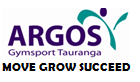 ARGOS
Gymsport Tauranga
MOVE GROW SUCCEED